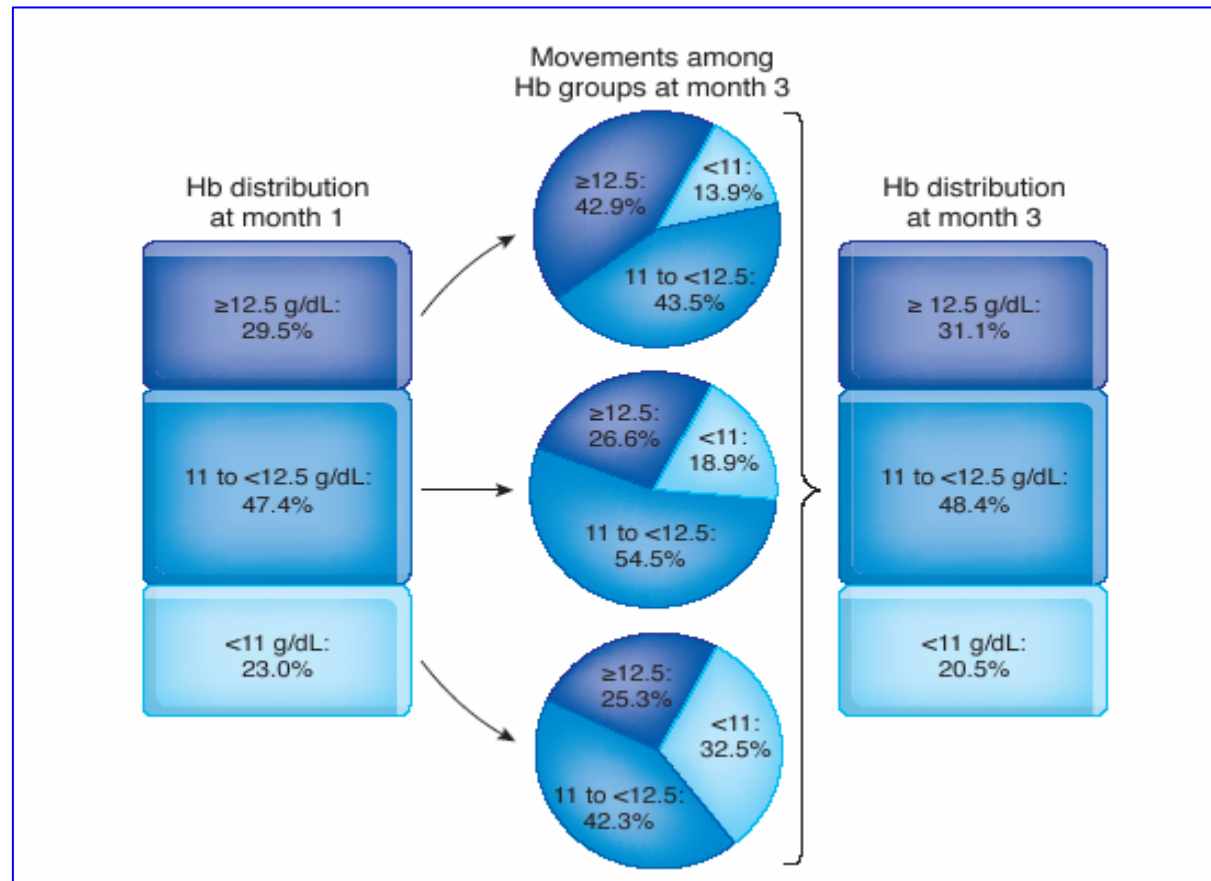 Movements among
Hb groups at month 3
Hb distribution
at month 1
≥12.5 g/dL:
29.5%
11 to <12.5 g/dL:
47.4%
<11 g/dL:
23.0%
≥12.5:
42.9%
<11:
13.9%
11 to <12.5:
43.5%
≥12.5:
26.6%
<11:
18.9%
11 to <12.5:
54.5%
≥12.5:
25.3%
<11:
32.5%
11 to <12.5:
42.3%
Hb distribution
at month 3
≥ 12.5 g/dL:
31.1%
11 to <12.5 g/dL:
48.4%
<11 g/dL:
20.5%